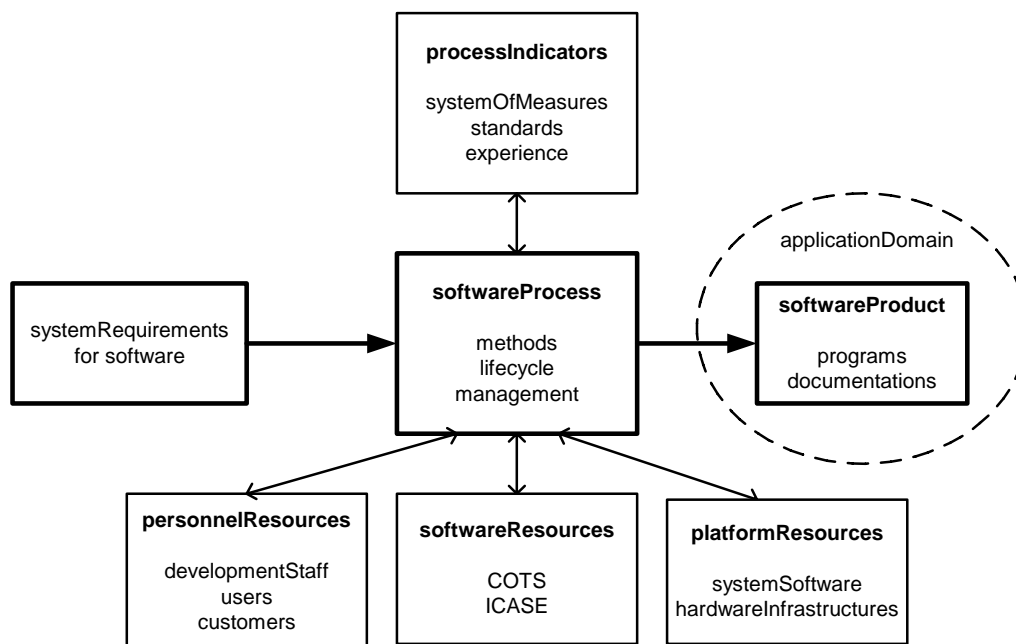 processIndicators
systemOfMeasures
standards
experience
applicationDomain
systemRequirements
for software
softwareProcess
methods
lifecycle
management
softwareProduct
programs
documentations
personnelResources
developmentStaff
users
customers
softwareResources
COTS
ICASE
platformResources
systemSoftware
hardwareInfrastructures